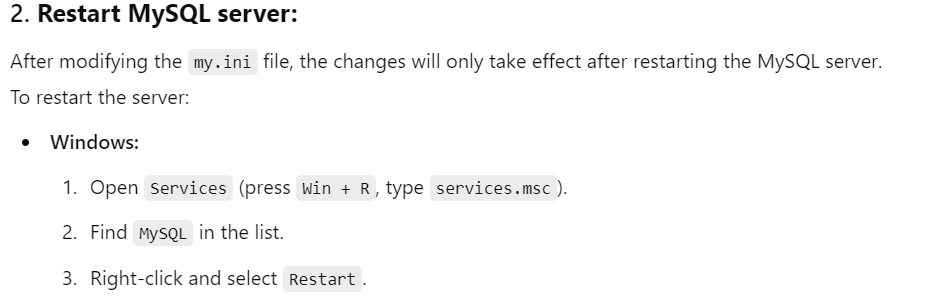 2. Restart MySQL server:
After modifying the my.ini file, the changes will only take effect after restarting the MySQL server.
To restart the server:
• Windows:
1. Open Services (press Win + R, type services.msc).
2. Find MySQL in the list.
3. Right-click and select Restart.